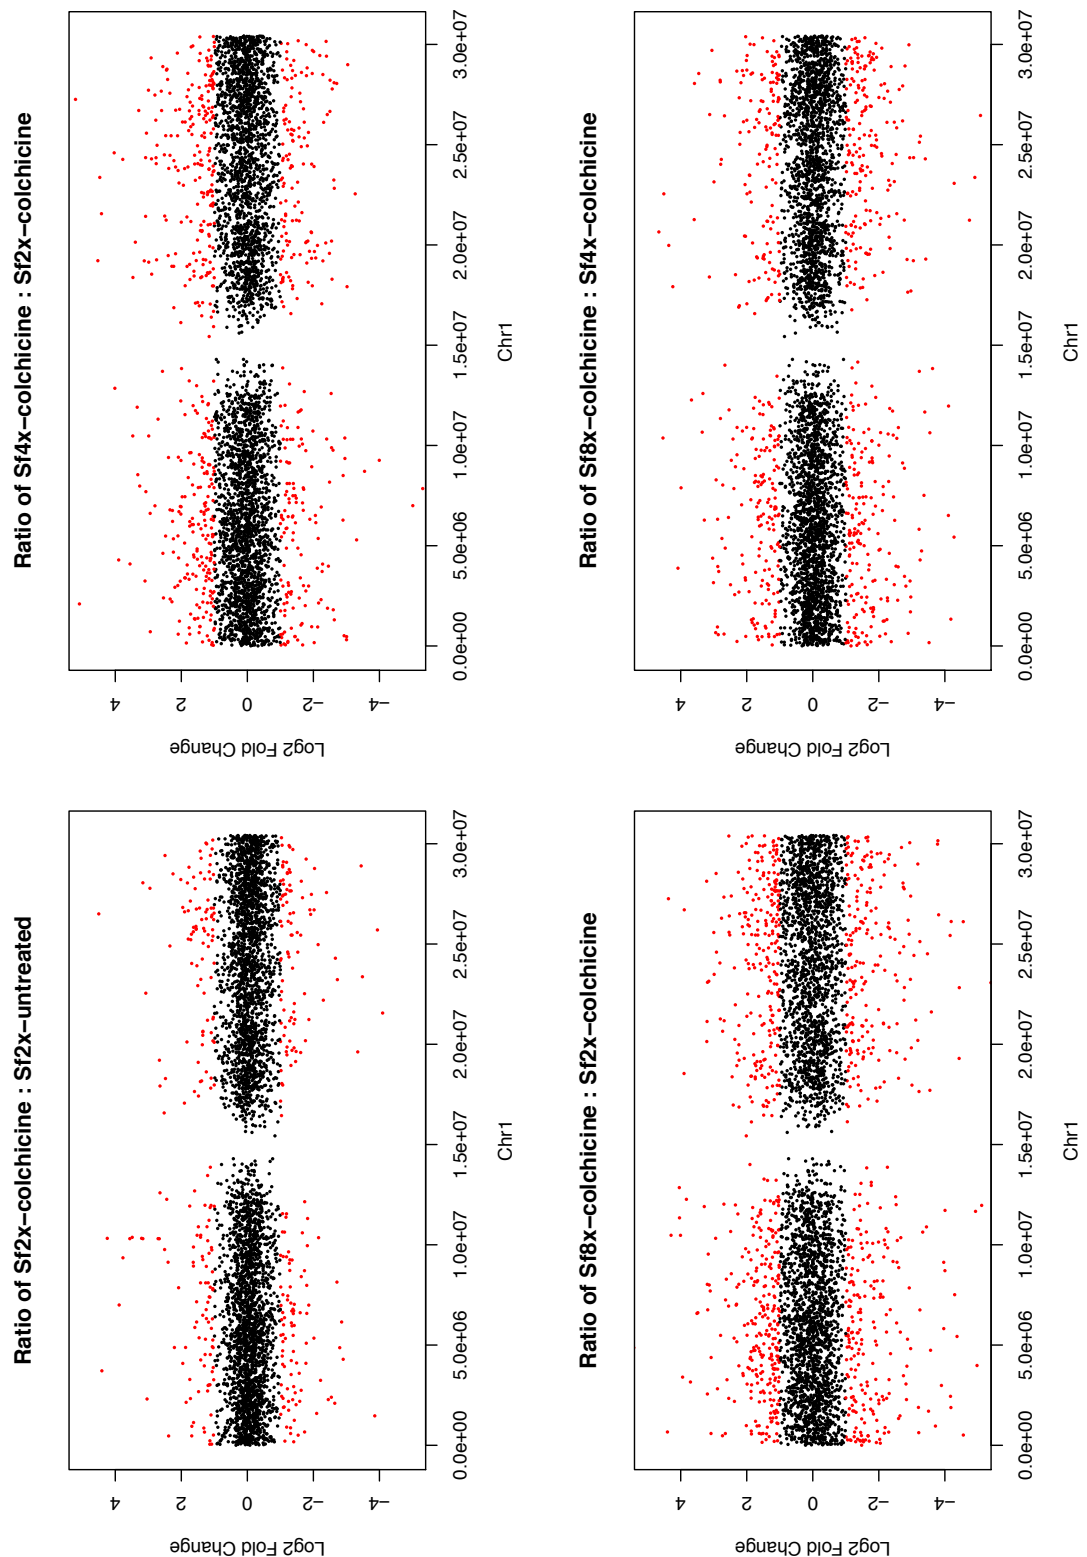 Ratio of Sf2x−colchicine : Sf2x−untreated
Log2 Fold Change
4
2
0
−2
−4
0.0e+00 5.0e+06 1.0e+07 1.5e+07 2.0e+07 2.5e+07 3.0e+07
Chr1
Ratio of Sf4x−colchicine : Sf2x−colchicine
Log2 Fold Change
4
2
0
−2
−4
0.0e+00 5.0e+06 1.0e+07 1.5e+07 2.0e+07 2.5e+07 3.0e+07
Chr1
Ratio of Sf8x−colchicine : Sf2x−colchicine
Log2 Fold Change
4
2
0
−2
−4
0.0e+00 5.0e+06 1.0e+07 1.5e+07 2.0e+07 2.5e+07 3.0e+07
Chr1
Ratio of Sf8x−colchicine : Sf4x−colchicine
Log2 Fold Change
4
2
0
−2
−4
0.0e+00 5.0e+06 1.0e+07 1.5e+07 2.0e+07 2.5e+07 3.0e+07
Chr1